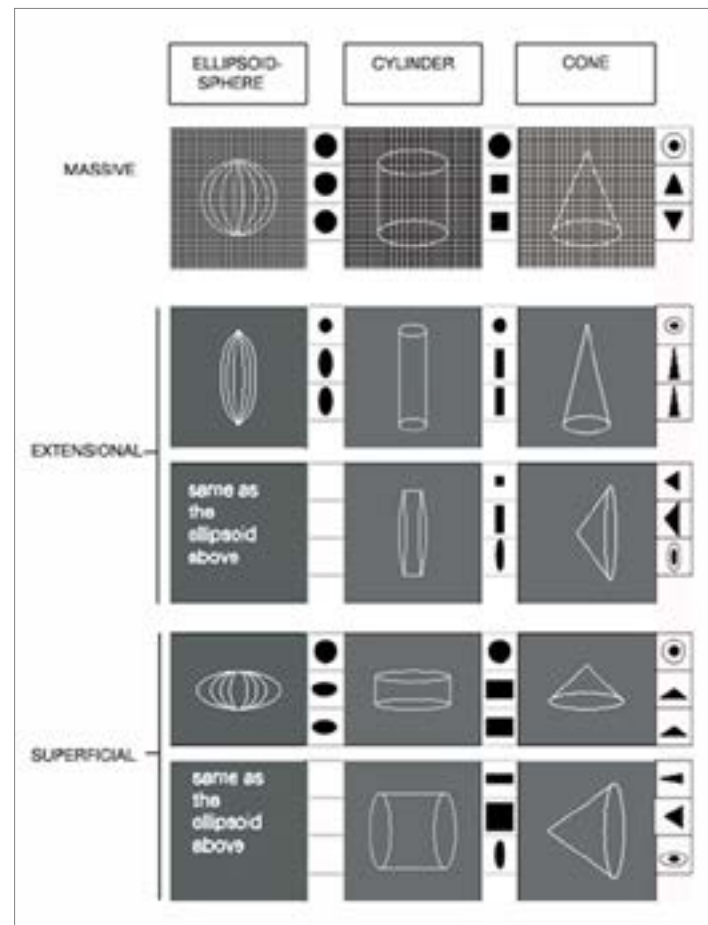 ELLIPSOID-
SPHERE
CYLINDER
CONE
MASSIVE
EXTENSIONAL
same as
the
ellipsoid
above
SUPERFICIAL
same as
the
ellipsoid
above